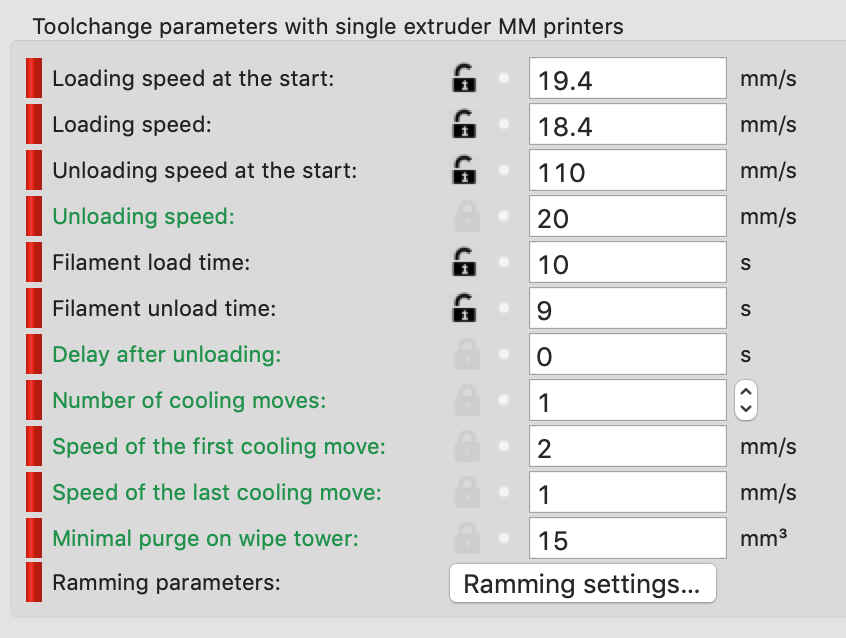 Toolchange parameters with single extruder MM printers
Loading speed at the start: 19.4 mm/s
Loading speed: 18.4 mm/s
Unloading speed at the start: 110 mm/s
Unloading speed: 20 mm/s
Filament load time: 10 s
Filament unload time: 9 s
Delay after unloading: 0 s
Number of cooling moves: 1
Speed of the first cooling move: 2 mm/s
Speed of the last cooling move: 1 mm/s
Minimal purge on wipe tower: 15 mm³
Ramming parameters: Ramming settings...